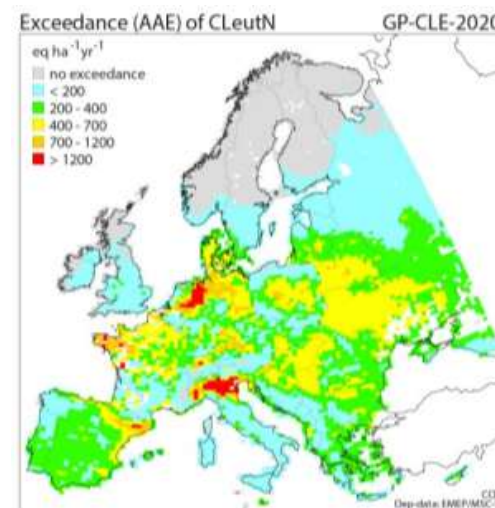 Exceedance (AAE) of CLeutN GP-CLE-2020
eq ha⁻¹yr⁻¹
no exceedance
< 200
200 - 400
400 - 700
700 - 1200
> 1200
Dep-data: EMEP/MSC-